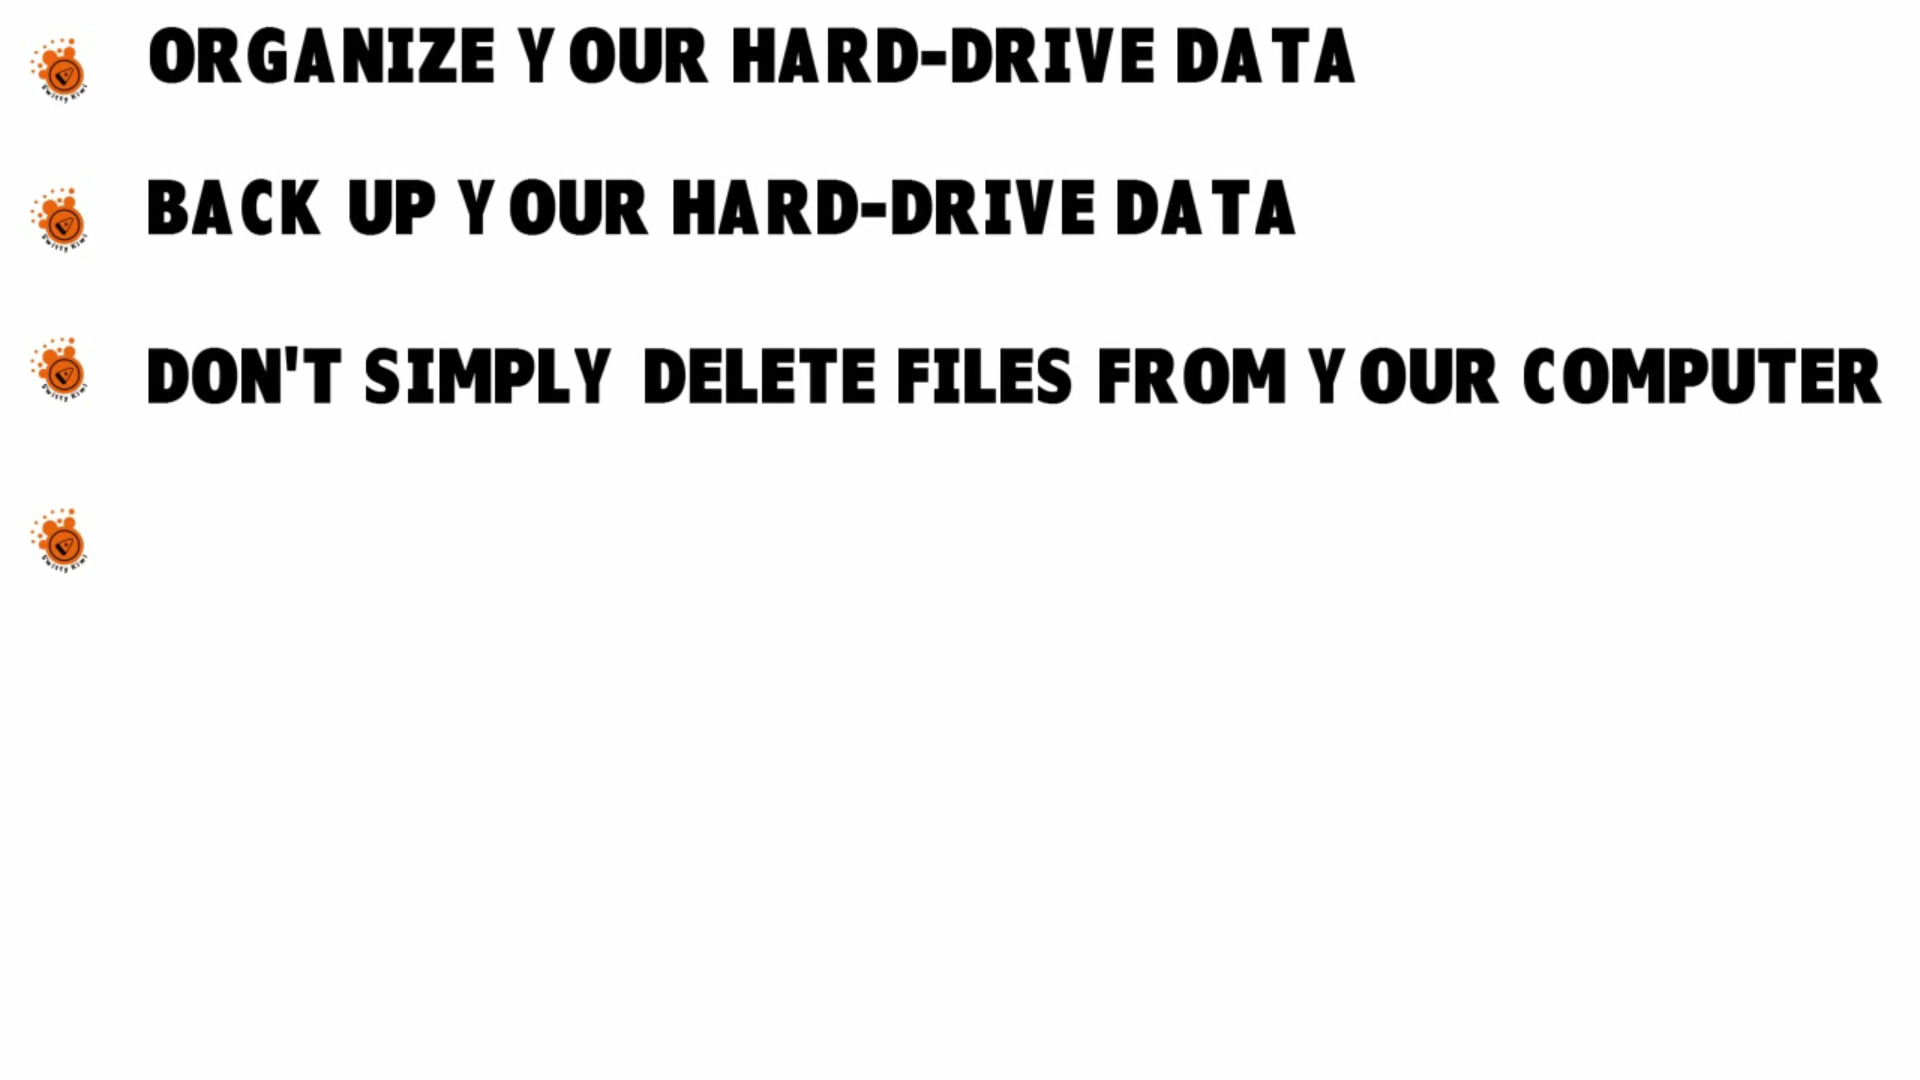 ORGANIZE YOUR HARD-DRIVE DATA
BACK UP YOUR HARD-DRIVE DATA
DON'T SIMPLY DELETE FILES FROM YOUR COMPUTER